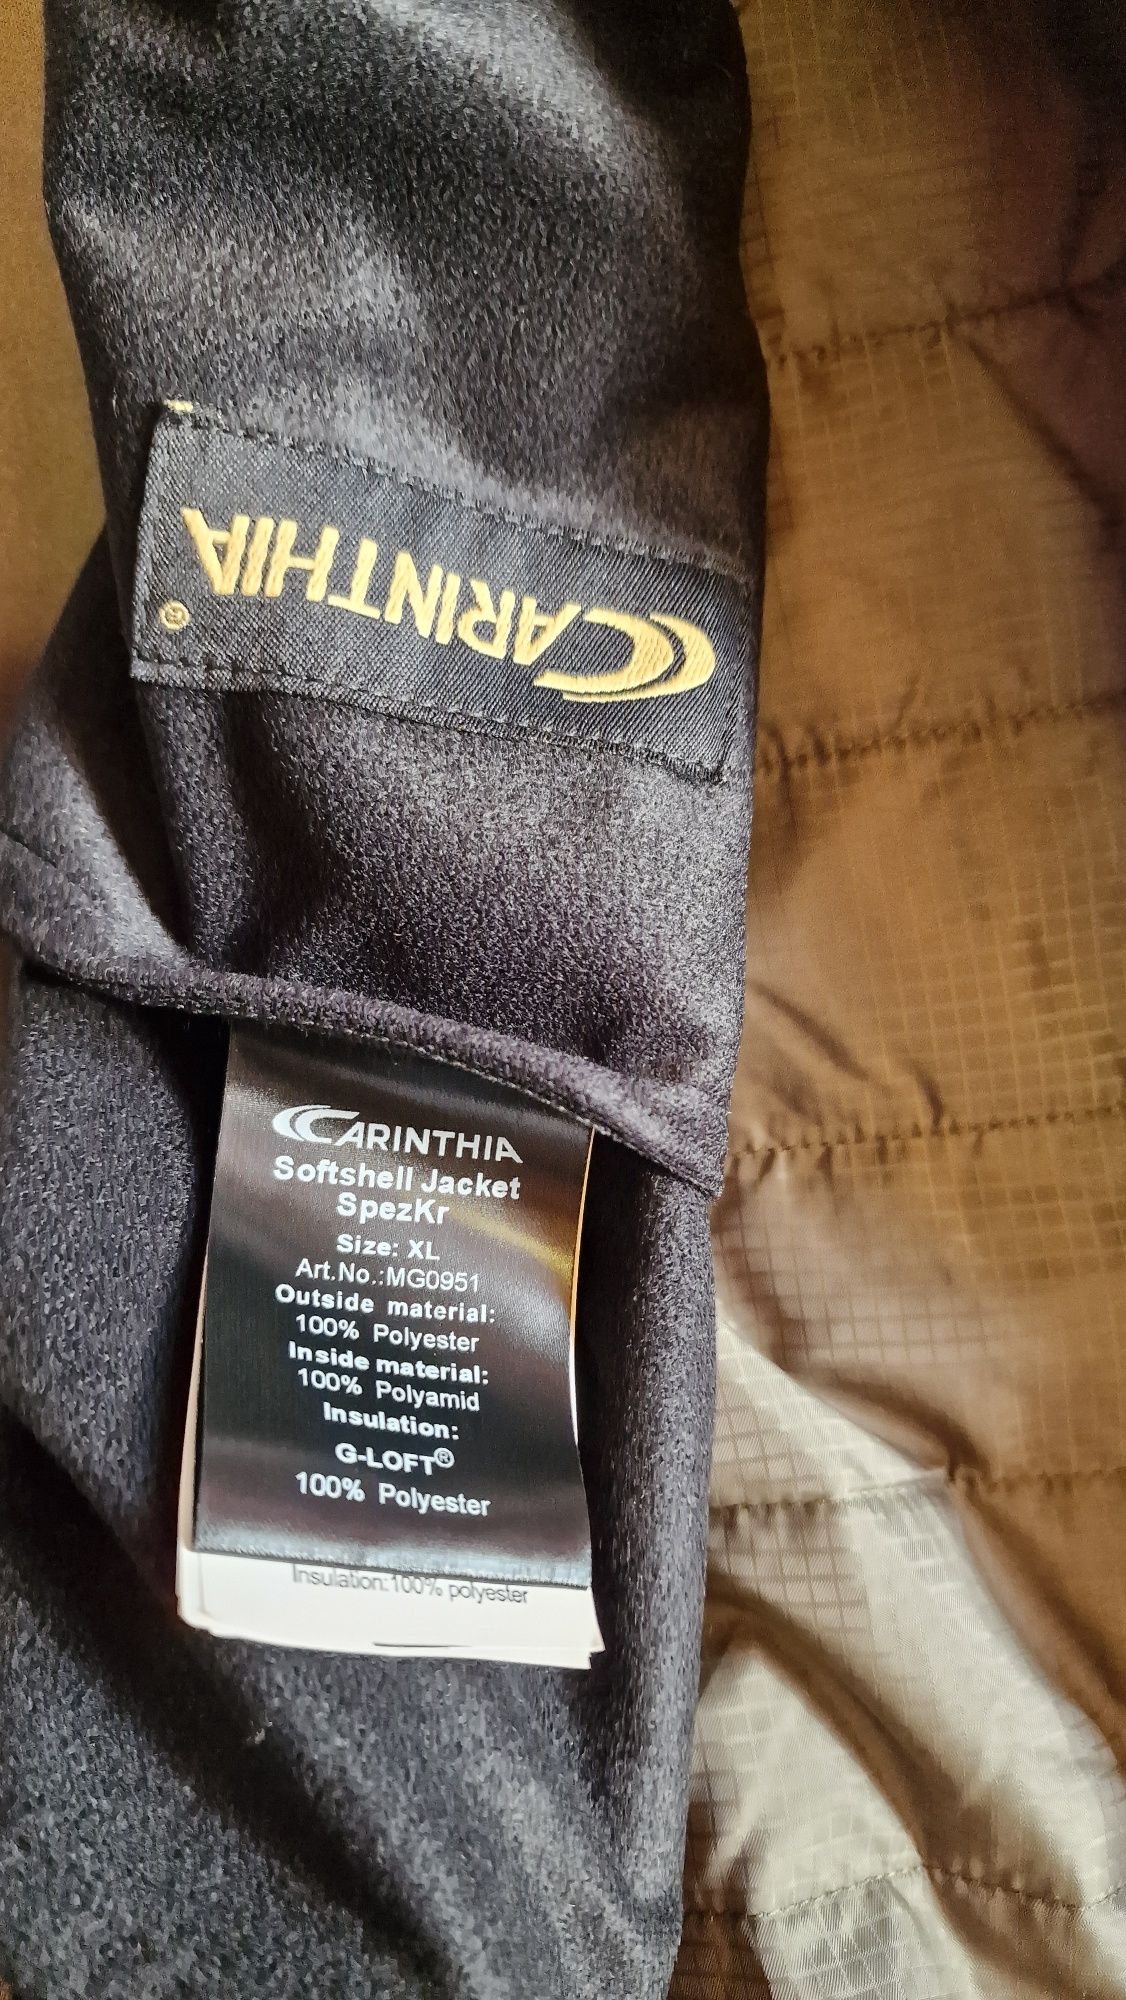 CARINTHIA ®
CARINTHIA
Softshell Jacket
SpezKr
Size: XL
Art.No.:MG0951
Outside material:
100% Polyester
Inside material:
100% Polyamid
Insulation:
G-LOFT®
100% Polyester
Insulation:100% polyester